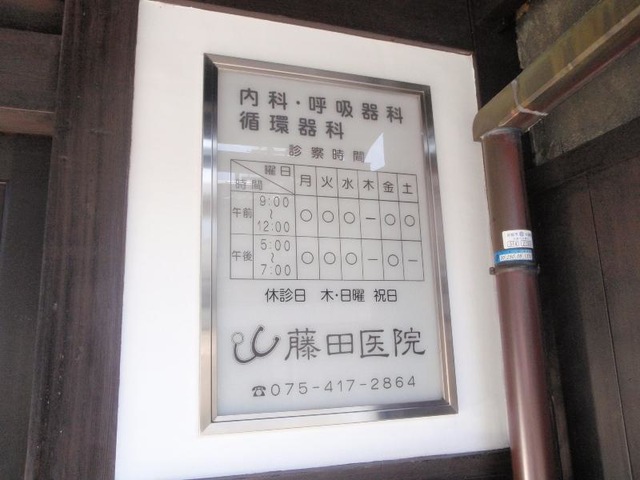 内科・呼吸器科
循環器科
診察時間
時間 曜日 月 火 水 木 金 土
午前 9:00〜12:00 ○ ○ ○ ー ○ ○
午後 5:00〜7:00 ○ ○ ○ ー ○ ー
休診日 木・日曜 祝日
藤田医院
☎075-417-2864